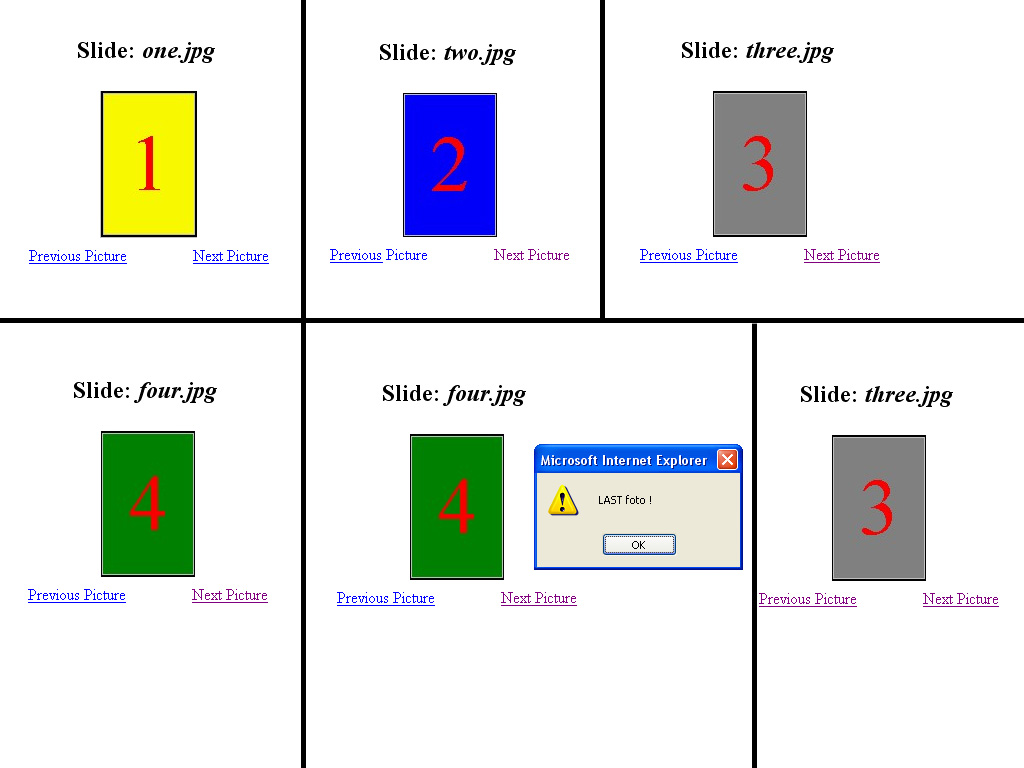 Slide: one.jpg
1
Previous Picture Next Picture
Slide: two.jpg
2
Previous Picture Next Picture
Slide: three.jpg
3
Previous Picture Next Picture
Slide: four.jpg
4
Previous Picture Next Picture
Slide: four.jpg
4
Previous Picture Next Picture
Microsoft Internet Explorer
LAST foto !
OK
Slide: three.jpg
3
Previous Picture Next Picture